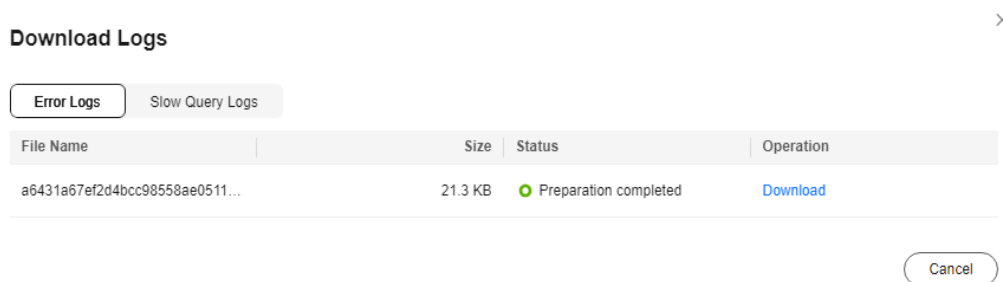 Download Logs
Error Logs Slow Query Logs
File Name Size Status Operation
a6431a67ef2d4bcc98558ae0511... 21.3 KB Preparation completed Download
Cancel